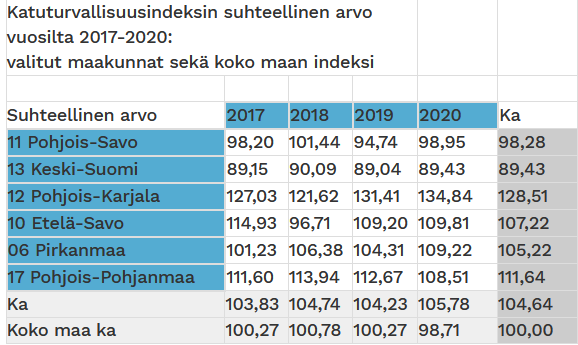 Katuturvallisuusindeksin suhteellinen arvo
vuosilta 2017-2020:
valitut maakunnat sekä koko maan indeksi
Suhteellinen arvo 2017 2018 2019 2020 Ka
11 Pohjois-Savo 98,20 101,44 94,74 98,95 98,28
13 Keski-Suomi 89,15 90,09 89,04 89,43 89,43
12 Pohjois-Karjala 127,03 121,62 131,41 134,84 128,51
10 Etelä-Savo 114,93 96,71 109,20 109,81 107,22
06 Pirkanmaa 101,23 106,38 104,31 109,22 105,22
17 Pohjois-Pohjanmaa 111,60 113,94 112,67 108,51 111,64
Ka 103,83 104,74 104,23 105,78 104,64
Koko maa ka 100,27 100,78 100,27 98,71 100,00